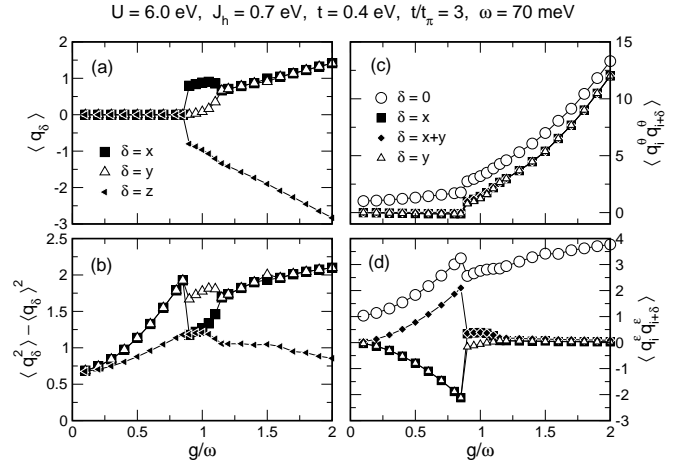 U = 6.0 eV, J_h = 0.7 eV, t = 0.4 eV, t/t_π = 3, ω = 70 meV
(a)
2
1
0
-1
-2
-3
⟨ q_δ ⟩
δ = x
δ = y
δ = z
(c)
15
10
5
0
⟨ q_i^θ q_{i+δ}^θ ⟩
δ = 0
δ = x
δ = x+y
δ = y
(b)
2.5
2
1.5
1
0.5
0
⟨ q_δ^2 ⟩ − ⟨ q_δ ⟩^2
0 0.5 1 1.5 2
g/ω
(d)
4
3
2
1
0
-1
-2
-3
⟨ q_i^ε q_{i+δ}^ε ⟩
0 0.5 1 1.5 2
g/ω